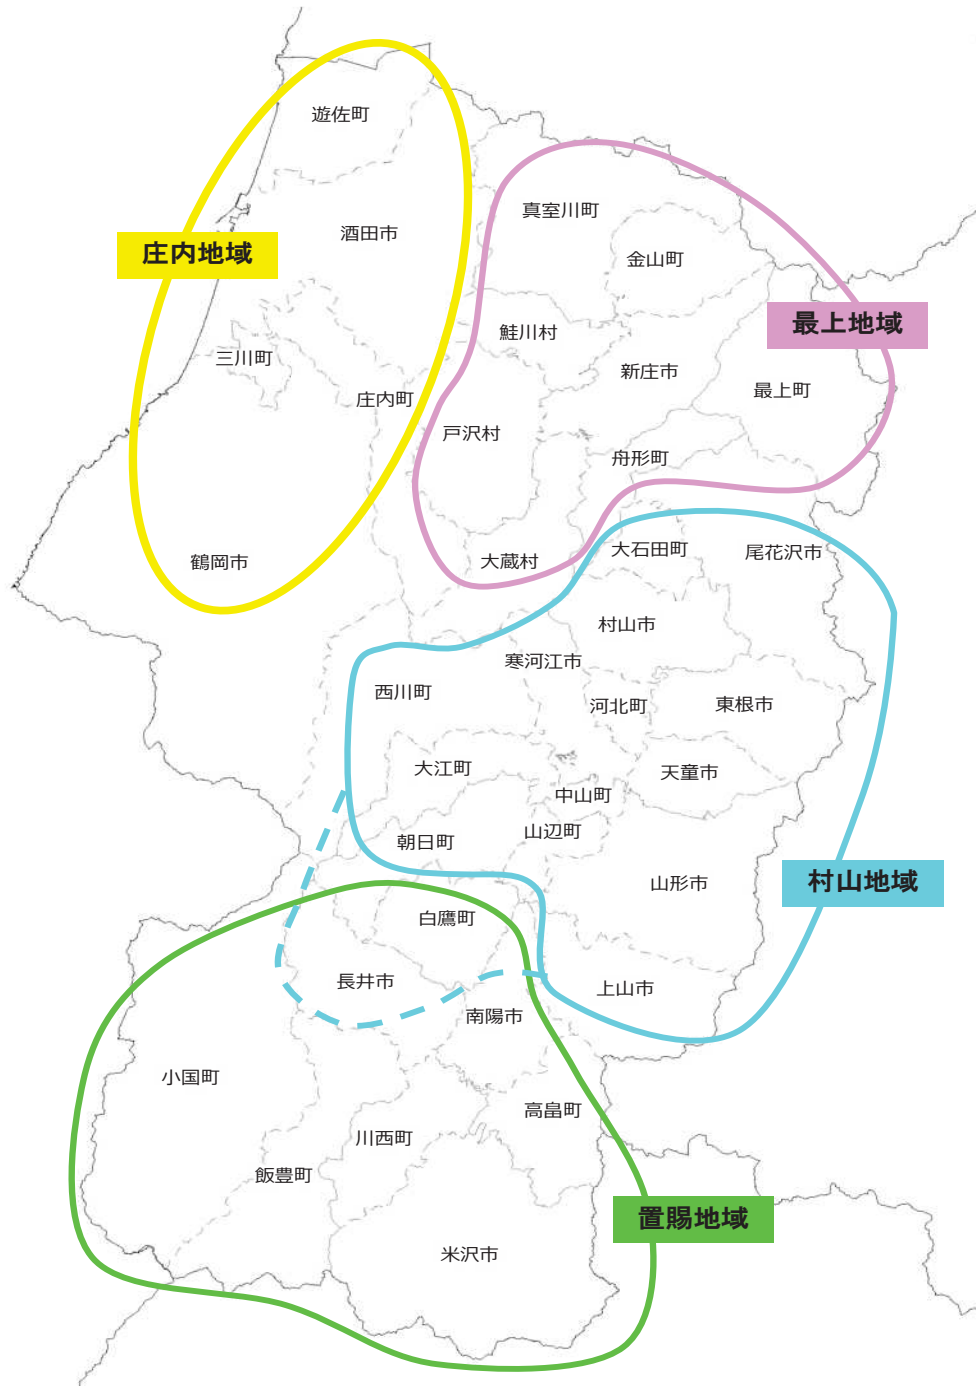 遊佐町
真室川町
酒田市
庄内地域
金山町
最上地域
鮭川村
三川町
新庄市
庄内町
最上町
戸沢村
舟形町
大蔵村
大石田町
尾花沢市
鶴岡市
村山市
寒河江市
西川町
河北町
東根市
大江町
天童市
中山町
山辺町
朝日町
山形市
村山地域
白鷹町
長井市
上山市
南陽市
小国町
高畠町
川西町
飯豊町
置賜地域
米沢市